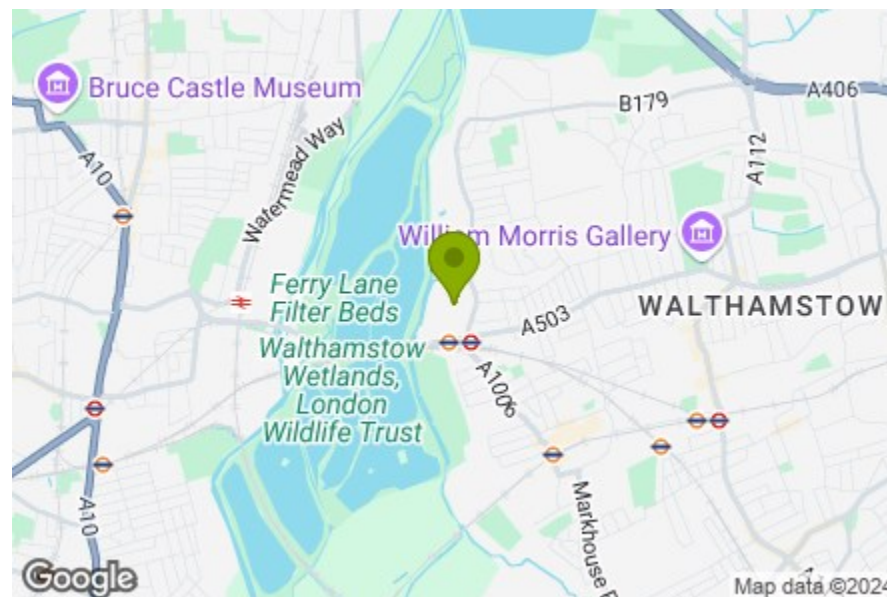 Bruce Castle Museum
A406
B179
A112
A10
Watermead Way
William Morris Gallery
Ferry Lane
Filter Beds
WALTHAMSTOW
A503
Walthamstow
Wetlands,
London
Wildlife Trust
A1006
A10
Markhouse
Google
Map data ©2024